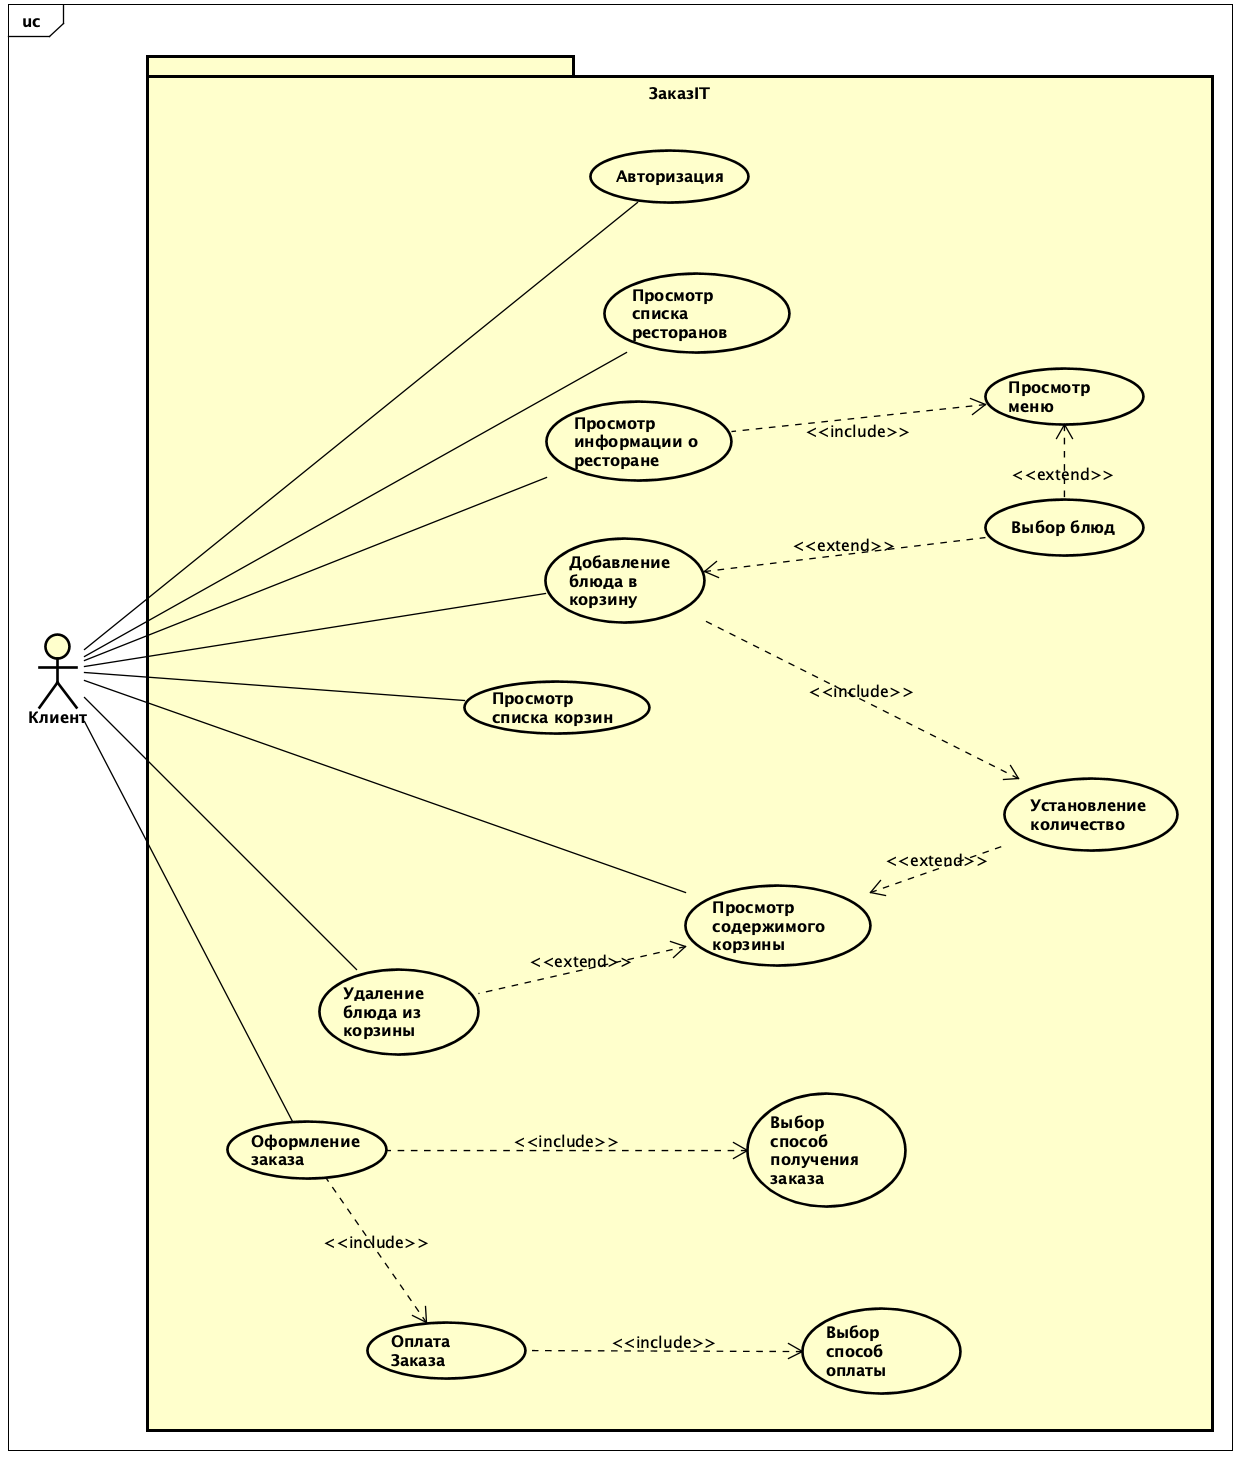 uc
ЗаказIT
Авторизация
Просмотр
списка
ресторанов
Просмотр
меню
Просмотр
информации о
ресторане
<<include>>
<<extend>>
Выбор блюд
<<extend>>
Добавление
блюда в
корзину
<<include>>
Просмотр
списка корзин
Клиент
Установление
количество
<<extend>>
Просмотр
содержимого
корзины
<<extend>>
Удаление
блюда из
корзины
Выбор
способ
получения
заказа
<<include>>
Оформление
заказа
<<include>>
Оплата
Заказа
<<include>>
Выбор
способ
оплаты